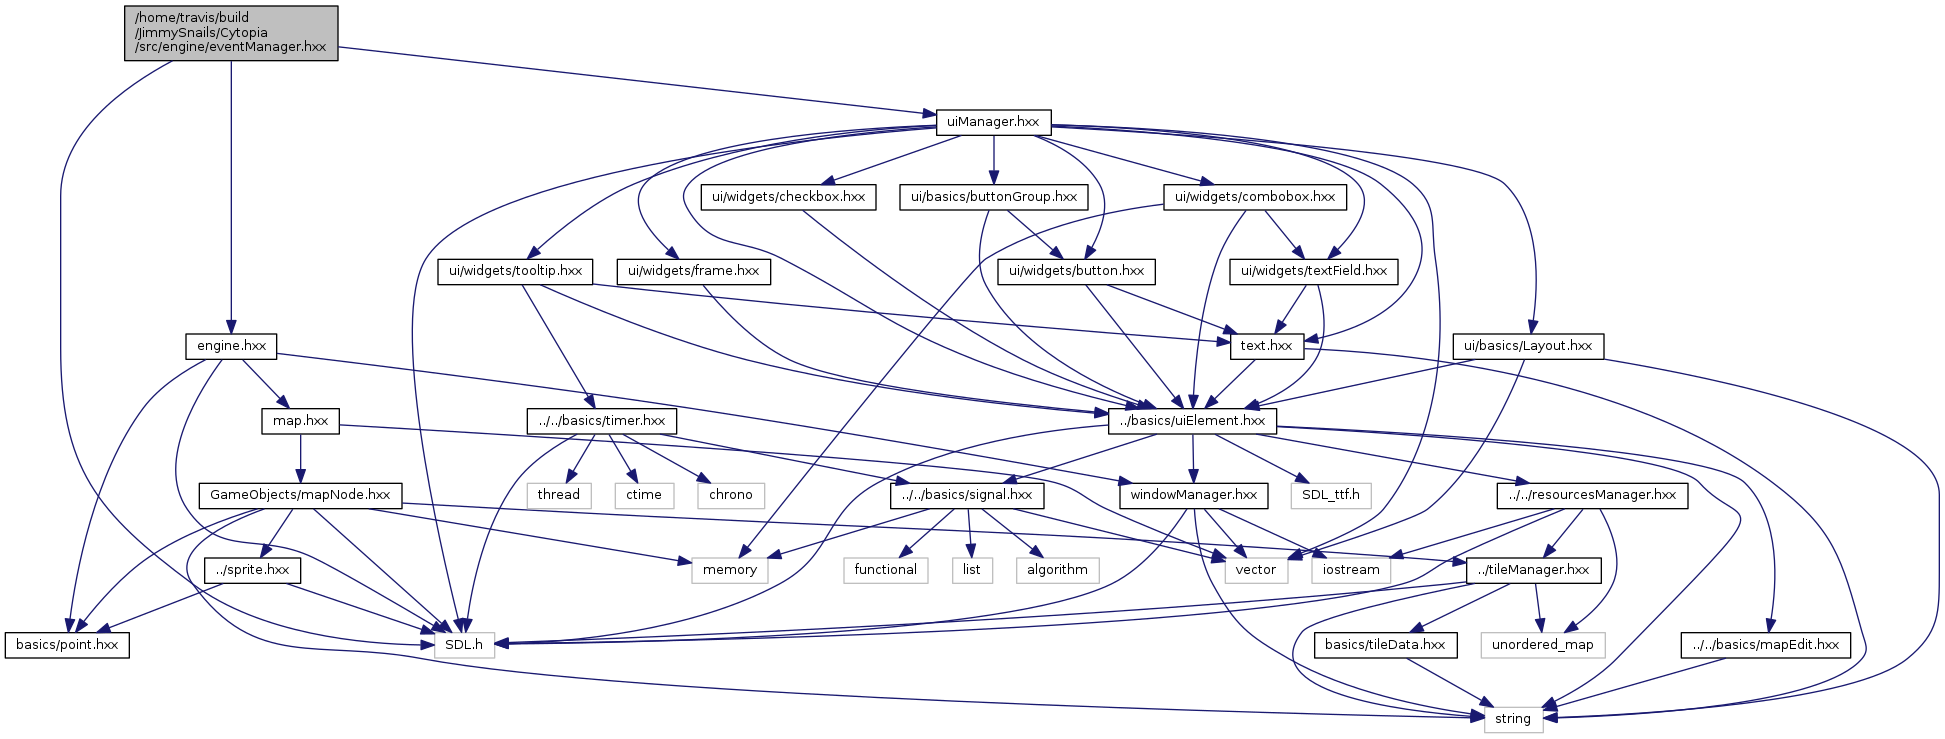 /home/travis/build
/JimmySnails/Cytopia
/src/engine/eventManager.hxx
uiManager.hxx
ui/widgets/checkbox.hxx
ui/basics/buttonGroup.hxx
ui/widgets/combobox.hxx
ui/widgets/tooltip.hxx
ui/widgets/frame.hxx
ui/widgets/button.hxx
ui/widgets/textField.hxx
engine.hxx
text.hxx
ui/basics/Layout.hxx
map.hxx
../../basics/timer.hxx
../basics/uiElement.hxx
GameObjects/mapNode.hxx
thread
ctime
chrono
../../basics/signal.hxx
windowManager.hxx
SDL_ttf.h
../../resourcesManager.hxx
../sprite.hxx
memory
functional
list
algorithm
vector
iostream
../tileManager.hxx
basics/point.hxx
SDL.h
basics/tileData.hxx
unordered_map
../../basics/mapEdit.hxx
string